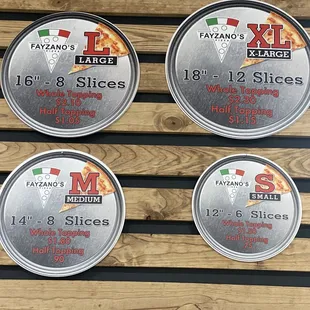 FAYZANO'S
L
LARGE
16" - 8 Slices
Whole Topping
Half Topping
FAYZANO'S
XL
X-LARGE
18" - 12 Slices
Whole Topping
Half Topping
FAYZANO'S
M
MEDIUM
14" - 8 Slices
Whole Topping
Half Topping
FAYZANO'S
S
SMALL
12" - 6 Slices
Whole Topping
Half Topping